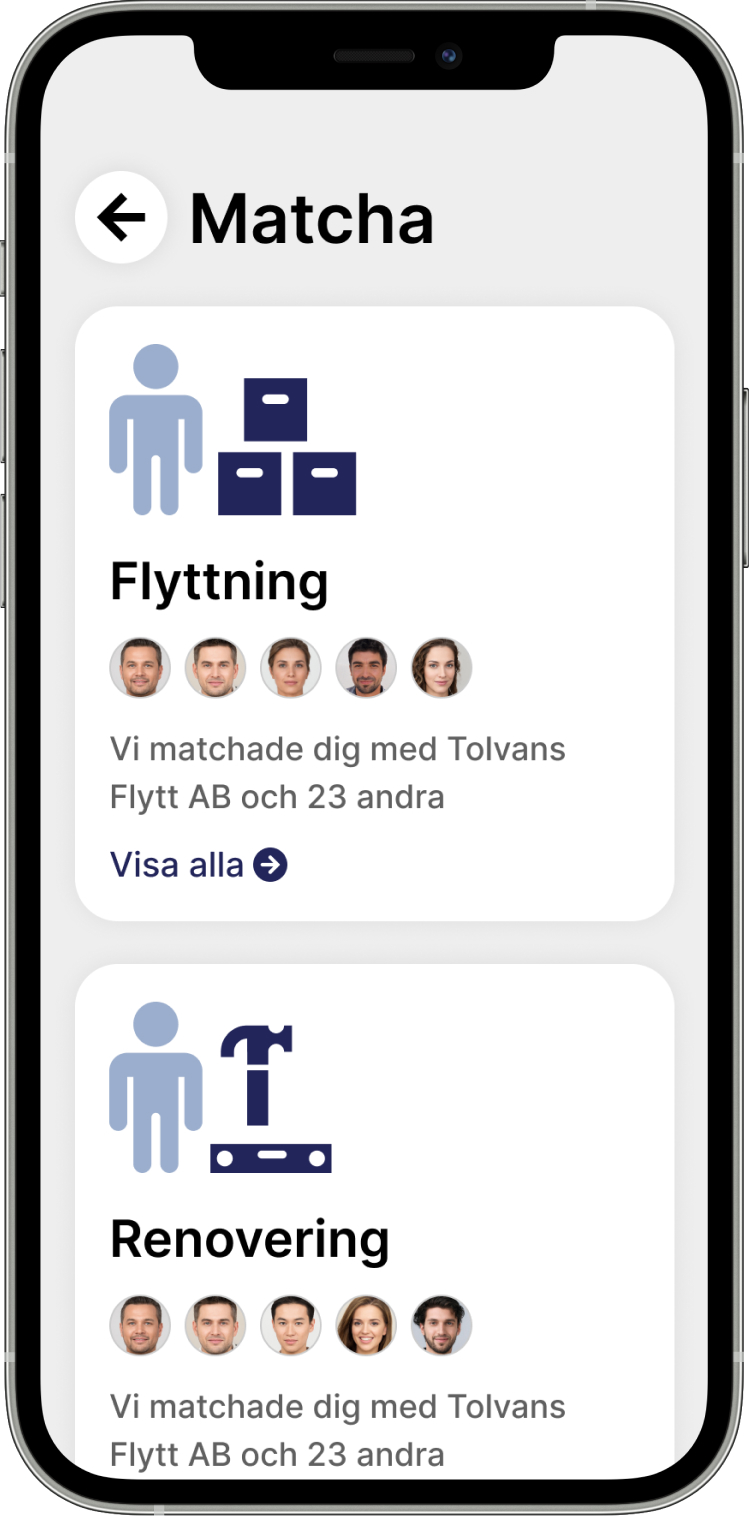 Matcha
Flyttning
Vi matchade dig med Tolvans
Flytt AB och 23 andra
Visa alla
Renovering
Vi matchade dig med Tolvans
Flytt AB och 23 andra